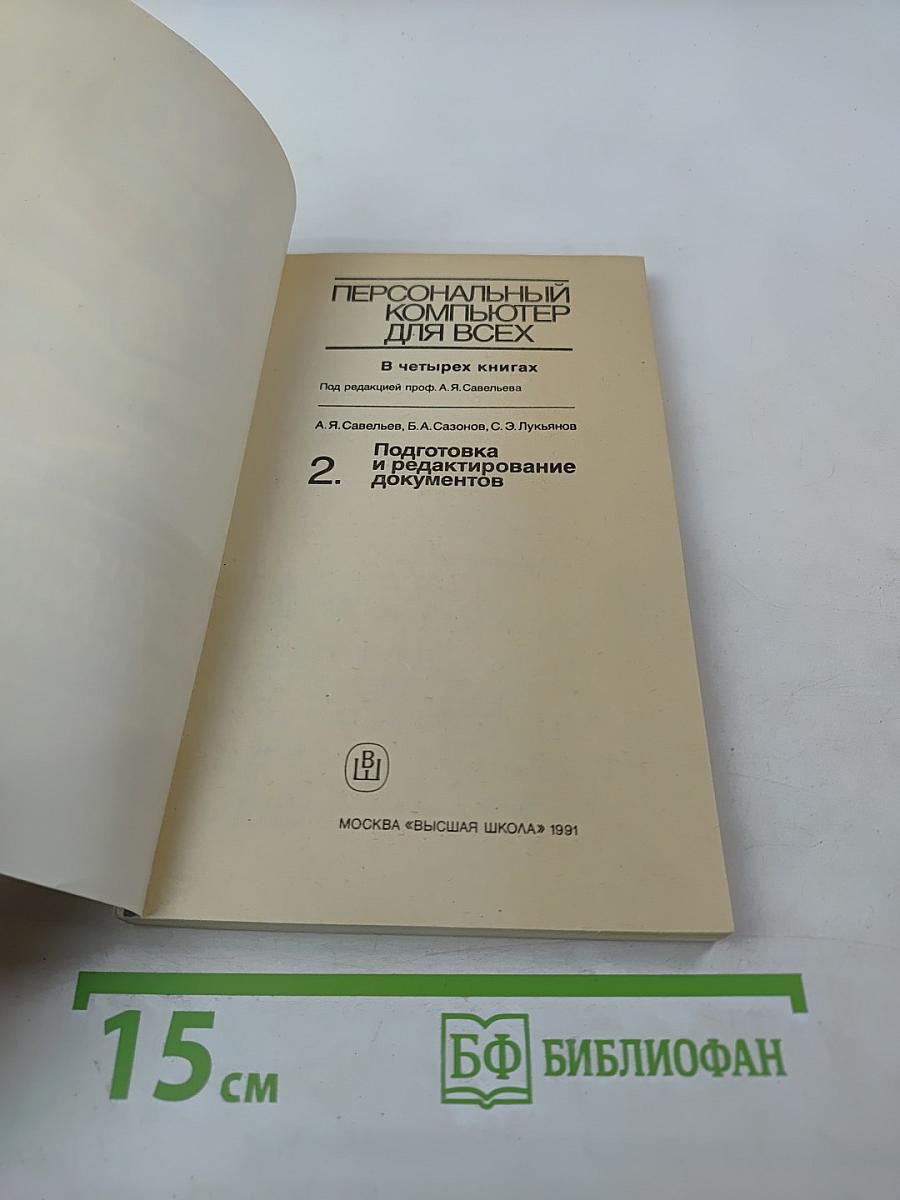 ПЕРСОНАЛЬНЫЙ
КОМПЬЮТЕР
ДЛЯ ВСЕХ
В четырех книгах
Под редакцией проф. А.Я.Савельева
А.Я.Савельев, Б.А.Сазонов, С.Э.Лукьянов
2.
Подготовка
и редактирование
документов
ВШ
МОСКВА «ВЫСШАЯ ШКОЛА» 1991
15 см
БФ БИБЛИОФАН